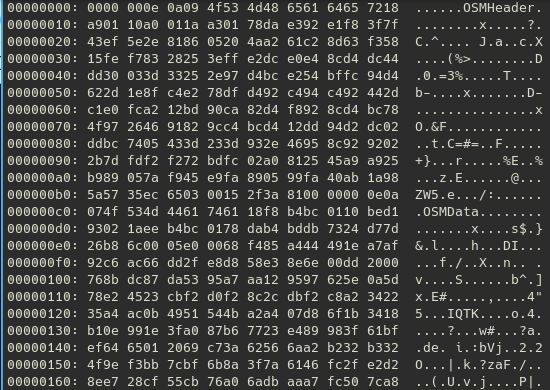 00000000: 0000 000e 0a09 4f53 4d48 6561 6465 7218 ......OSMHeader.
00000010: a901 10a0 011a a301 78da e392 e1f8 3f7f ........x.....?.
00000020: 43ef 5e2e 8186 0520 4aa2 61c2 8d63 f358 C.^.... J.a..c.X
00000030: 15fe f783 2825 3eff e2dc e0e4 8cd4 dc44 ....(%>........D
00000040: dd30 033d 3325 2e97 d4bc e254 bffc 94d4 .0.=3%.....T....
00000050: 622d 1e8f c4e2 78df d492 c494 c492 442d b-....x.......D-
00000060: c1e0 fca2 12bd 90ca 82d4 f892 8cd4 bc78 ...............x
00000070: 4f97 2646 9182 9cc4 bcd4 12dd 94d2 dc02 O.&F............
00000080: ddbc 7405 433d 233d 932e 4695 8c92 9202 ..t.C=#=..F.....
00000090: 2b7d fdf2 f272 bdfc 02a0 8125 45a9 a925 +}...r.....%E..%
000000a0: b989 057a f945 e9fa 8905 99fa 40ab 1a98 ...z.E......@...
000000b0: 5a57 35ec 6503 0015 2f3a 8100 0000 0e0a ZW5.e.../:......
000000c0: 074f 534d 4461 7461 18f8 b4bc 0110 bed1 .OSMData........
000000d0: 9302 1aee b4bc 0178 dab4 bddb 7324 d77d .......x....s$.}
000000e0: 26b8 6c00 05e0 0068 f485 a444 491e a7af &.l....h...DI...
000000f0: 92c6 ac66 dd2f e8d8 58e3 8e6e 00dd 2000 ...f./..X..n.. .
00000100: 768b dc87 da53 95a7 aa12 9597 625e 0a5d v....S......b^.]
00000110: 78e2 4523 cbf2 d0f2 8c2c dbf2 c8a2 3422 x.E#.....,....4"
00000120: 35a4 ac0b 4951 544b a2a4 07d8 6f1b 3418 5...IQTK....o.4.
00000130: b10e 991e 3fa0 87b6 7723 e489 983f 61bf ....?...w#...?a.
00000140: ef64 6501 2069 c73a 6256 6aa2 b232 b332 .de. i.:bVj..2.2
00000150: 4f9e f3bb 7cbf 6b8a 3f7a 6146 fc2f e2d2 O...|.k.?zaF./..
00000160: 8ee7 28cf 55cb 76a0 6adb aaa7 fc50 7ca8 ..(.U.v.j....P|.